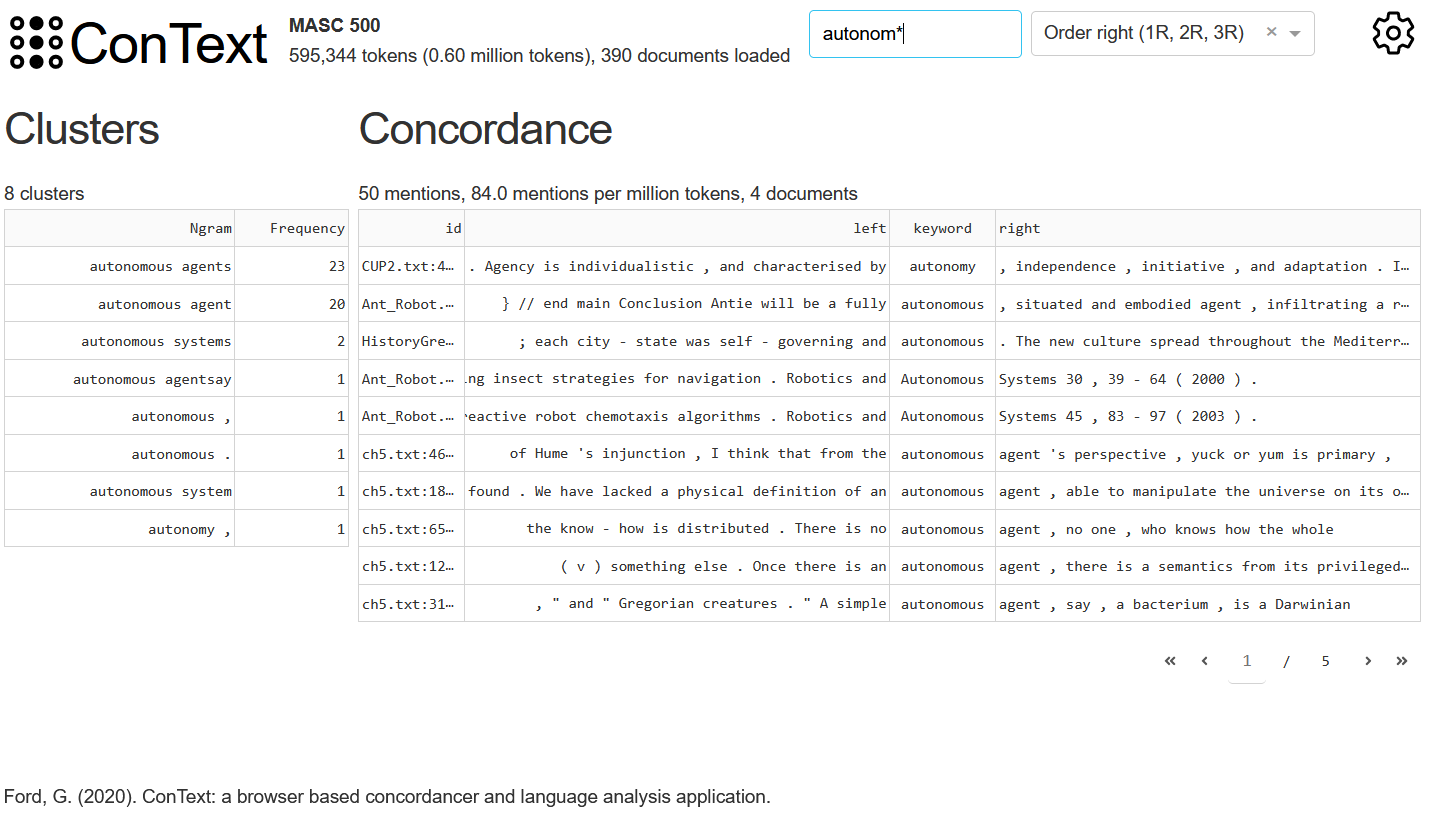 ConText
MASC 500
595,344 tokens (0.60 million tokens), 390 documents loaded
autonom*
Order right (1R, 2R, 3R) ×
Clusters
8 clusters
Ngram Frequency
autonomous agents 23
autonomous agent 20
autonomous systems 2
autonomous agentsay 1
autonomous , 1
autonomous . 1
autonomous system 1
autonomy , 1
Concordance
50 mentions, 84.0 mentions per million tokens, 4 documents
id left keyword right
CUP2.txt:4… . Agency is individualistic , and characterised by autonomy , independence , initiative , and adaptation . I…
Ant_Robot.… } // end main Conclusion Antie will be a fully autonomous , situated and embodied agent , infiltrating a r…
HistoryGre… ; each city - state was self - governing and autonomous . The new culture spread throughout the Mediterr…
Ant_Robot.… ng insect strategies for navigation . Robotics and Autonomous Systems 30 , 39 - 64 ( 2000 ) .
Ant_Robot.… reactive robot chemotaxis algorithms . Robotics and Autonomous Systems 45 , 83 - 97 ( 2003 ) .
ch5.txt:46… of Hume 's injunction , I think that from the autonomous agent 's perspective , yuck or yum is primary ,
ch5.txt:18… found . We have lacked a physical definition of an autonomous agent , able to manipulate the universe on its o…
ch5.txt:65… the know - how is distributed . There is no autonomous agent , no one , who knows how the whole
ch5.txt:12… ( v ) something else . Once there is an autonomous agent , there is a semantics from its privileged…
ch5.txt:31… , " and " Gregorian creatures . " A simple autonomous agent , say , a bacterium , is a Darwinian
« ‹ 1 / 5 › »
Ford, G. (2020). ConText: a browser based concordancer and language analysis application.